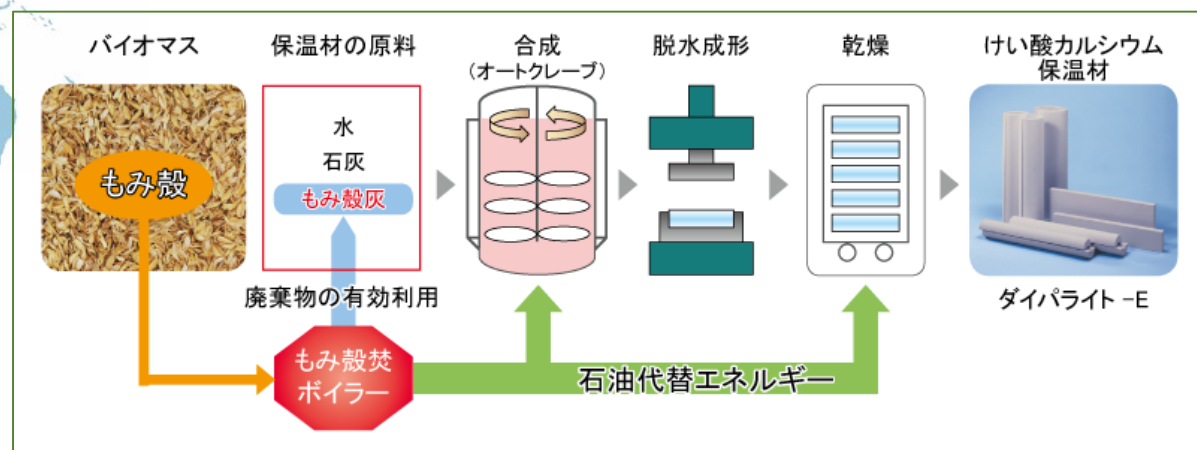 バイオマス
保温材の原料
合成
(オートクレーブ)
脱水成形
乾燥
けい酸カルシウム
保温材
もみ殻
水
石灰
もみ殻灰
廃棄物の有効利用
ダイパライト -E
もみ殻焚
ボイラー
石油代替エネルギー